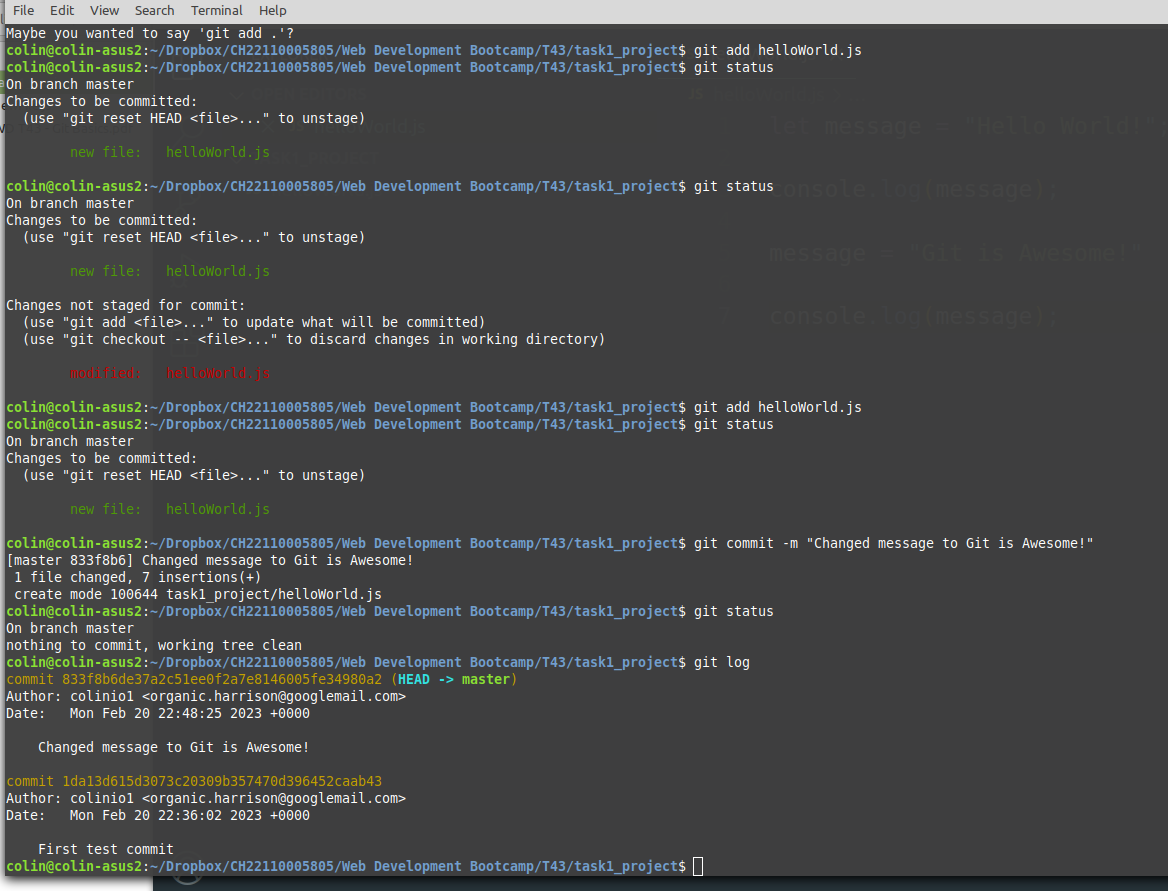 File Edit View Search Terminal Help
Maybe you wanted to say 'git add .'?
colin@colin-asus2:~/Dropbox/CH22110005805/Web Development Bootcamp/T43/task1_project$ git add helloWorld.js
colin@colin-asus2:~/Dropbox/CH22110005805/Web Development Bootcamp/T43/task1_project$ git status
On branch master
Changes to be committed:
  (use "git reset HEAD <file>..." to unstage)
let message = "Hello World!"
        new file:   helloWorld.js
colin@colin-asus2:~/Dropbox/CH22110005805/Web Development Bootcamp/T43/task1_project$ git status
console.log(message);
On branch master
Changes to be committed:
  (use "git reset HEAD <file>..." to unstage)
message = "Git is Awesome!"
        new file:   helloWorld.js
Changes not staged for commit:
console.log(message);
  (use "git add <file>..." to update what will be committed)
  (use "git checkout -- <file>..." to discard changes in working directory)
        modified:   helloWorld.js
colin@colin-asus2:~/Dropbox/CH22110005805/Web Development Bootcamp/T43/task1_project$ git add helloWorld.js
colin@colin-asus2:~/Dropbox/CH22110005805/Web Development Bootcamp/T43/task1_project$ git status
On branch master
Changes to be committed:
  (use "git reset HEAD <file>..." to unstage)
        new file:   helloWorld.js
colin@colin-asus2:~/Dropbox/CH22110005805/Web Development Bootcamp/T43/task1_project$ git commit -m "Changed message to Git is Awesome!"
[master 833f8b6] Changed message to Git is Awesome!
 1 file changed, 7 insertions(+)
 create mode 100644 task1_project/helloWorld.js
colin@colin-asus2:~/Dropbox/CH22110005805/Web Development Bootcamp/T43/task1_project$ git status
On branch master
nothing to commit, working tree clean
colin@colin-asus2:~/Dropbox/CH22110005805/Web Development Bootcamp/T43/task1_project$ git log
commit 833f8b6de37a2c51ee0f2a7e8146005fe34980a2 (HEAD -> master)
Author: colinio1 <organic.harrison@googlemail.com>
Date:   Mon Feb 20 22:48:25 2023 +0000
    Changed message to Git is Awesome!
commit 1da13d615d3073c20309b357470d396452caab43
Author: colinio1 <organic.harrison@googlemail.com>
Date:   Mon Feb 20 22:36:02 2023 +0000
    First test commit
colin@colin-asus2:~/Dropbox/CH22110005805/Web Development Bootcamp/T43/task1_project$